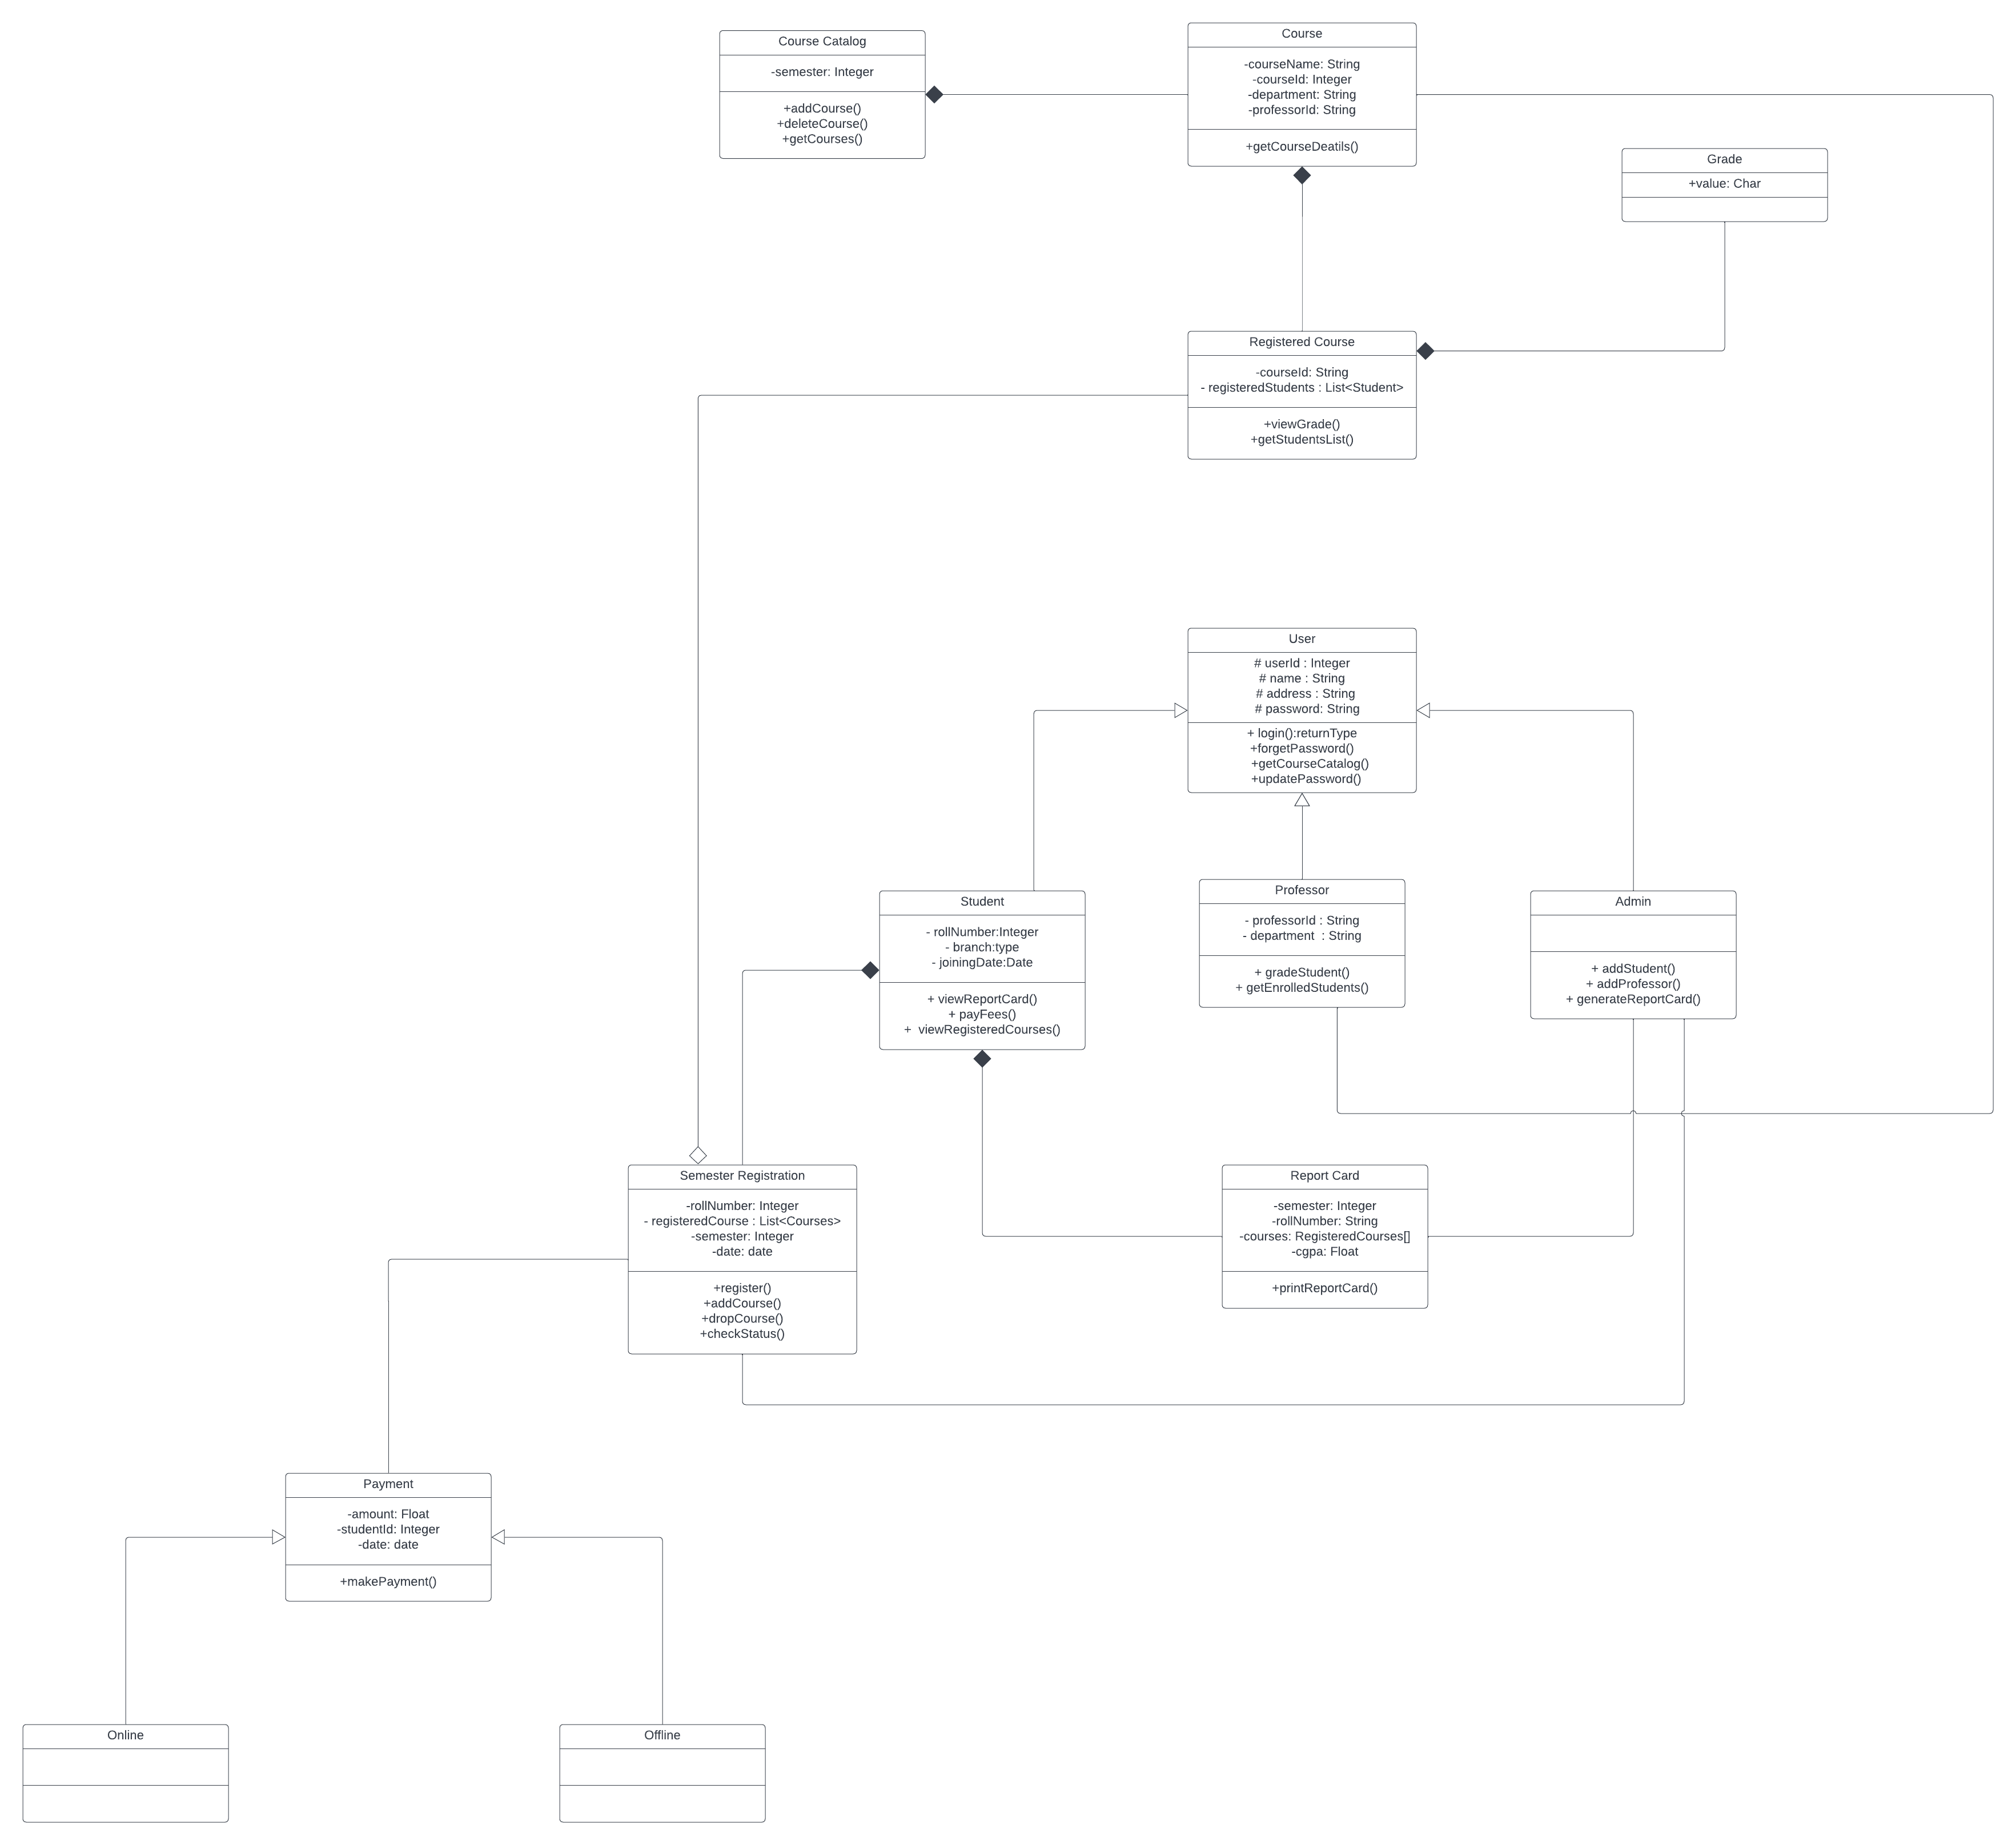 Course Catalog
-semester: Integer
+addCourse()
+deleteCourse()
+getCourses()
Course
-courseName: String
-courseId: Integer
-department: String
-professorId: String
+getCourseDeatils()
Grade
+value: Char
Registered Course
-courseId: String
- registeredStudents : List<Student>
+viewGrade()
+getStudentsList()
User
# userId : Integer
# name : String
# address : String
# password: String
+ login():returnType
+forgetPassword()
+getCourseCatalog()
+updatePassword()
Student
- rollNumber:Integer
- branch:type
- joiningDate:Date
+ viewReportCard()
+ payFees()
+  viewRegisteredCourses()
Professor
- professorId : String
- department  : String
+ gradeStudent()
+ getEnrolledStudents()
Admin
+ addStudent()
+ addProfessor()
+ generateReportCard()
Semester Registration
-rollNumber: Integer
- registeredCourse : List<Courses>
-semester: Integer
-date: date
+register()
+addCourse()
+dropCourse()
+checkStatus()
Report Card
-semester: Integer
-rollNumber: String
-courses: RegisteredCourses[]
-cgpa: Float
+printReportCard()
Payment
-amount: Float
-studentId: Integer
-date: date
+makePayment()
Online
Offline